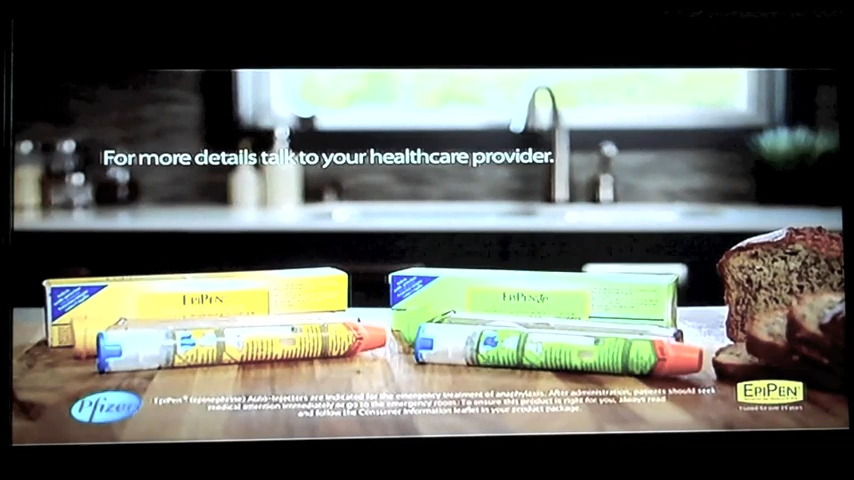 For more details talk to your healthcare provider.
EpiPen
EpiPen Jr
Pfizer
EpiPen® (epinephrine) Auto-Injectors are indicated for the emergency treatment of anaphylaxis. After administration, patients should seek
medical attention immediately or go to the emergency room. To ensure this product is right for you, always read
and follow the Consumer Information leaflet in your product package.
EPIPEN®